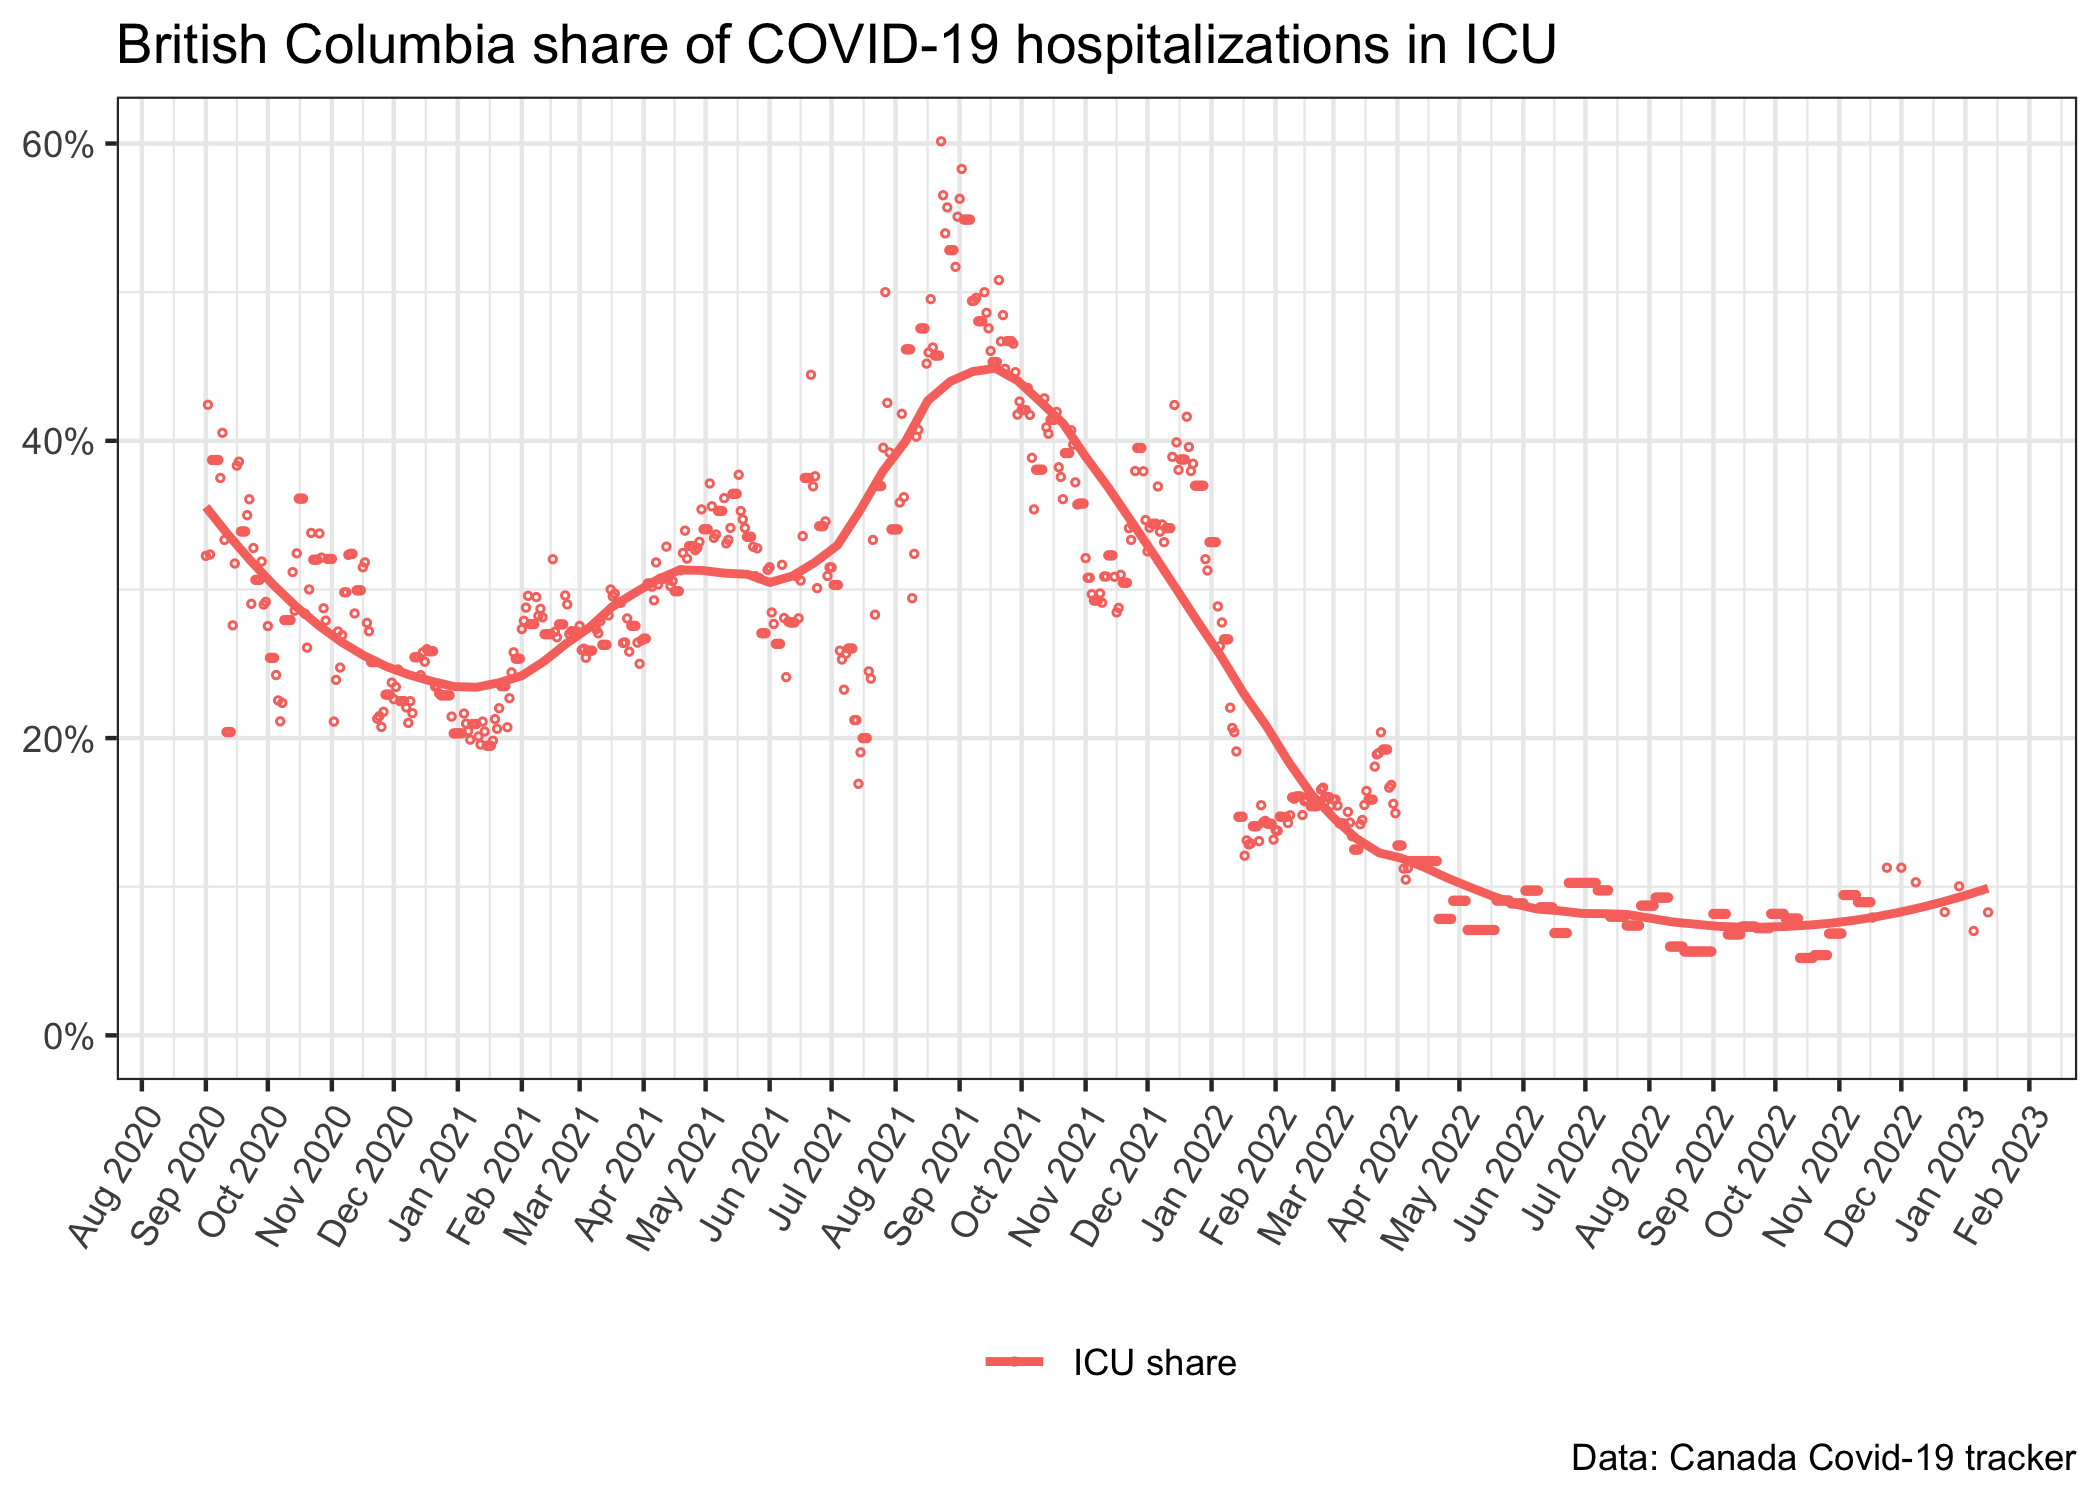 British Columbia share of COVID-19 hospitalizations in ICU
60%
40%
20%
0%
Aug 2020
Sep 2020
Oct 2020
Nov 2020
Dec 2020
Jan 2021
Feb 2021
Mar 2021
Apr 2021
May 2021
Jun 2021
Jul 2021
Aug 2021
Sep 2021
Oct 2021
Nov 2021
Dec 2021
Jan 2022
Feb 2022
Mar 2022
Apr 2022
May 2022
Jun 2022
Jul 2022
Aug 2022
Sep 2022
Oct 2022
Nov 2022
Dec 2022
Jan 2023
Feb 2023
ICU share
Data: Canada Covid-19 tracker